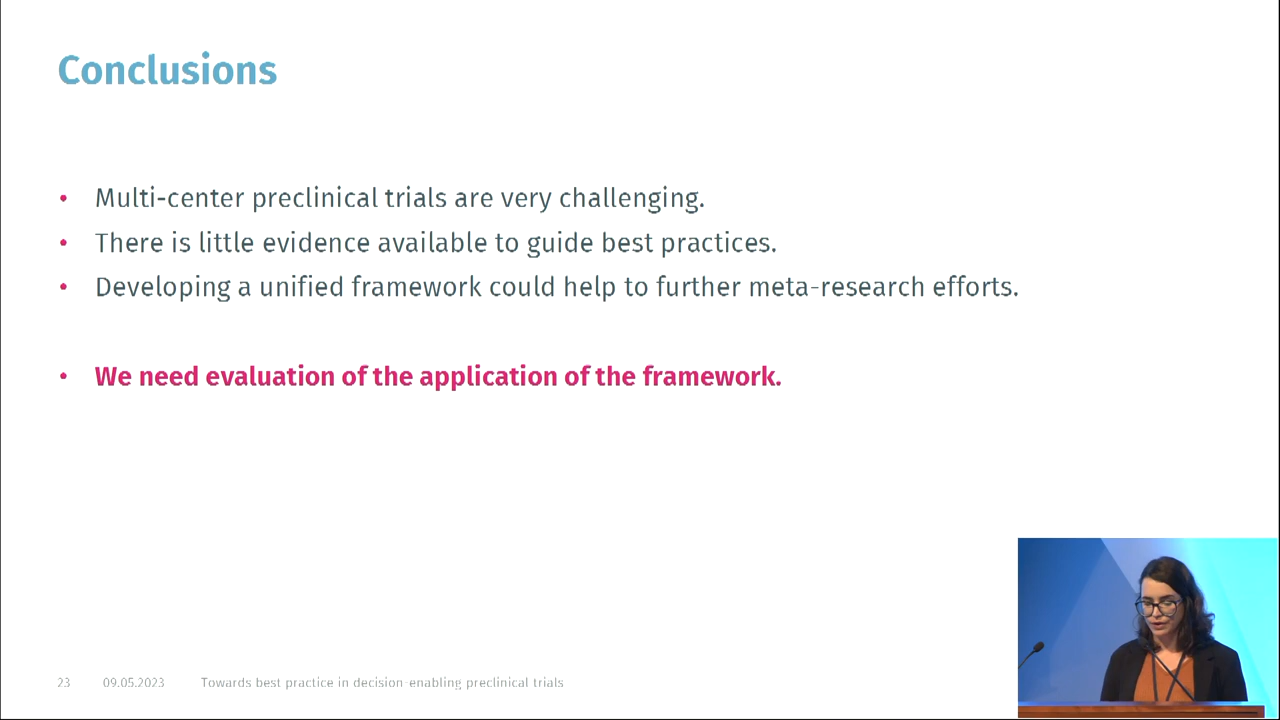 Conclusions
• Multi-center preclinical trials are very challenging.
• There is little evidence available to guide best practices.
• Developing a unified framework could help to further meta-research efforts.
• We need evaluation of the application of the framework.
23 09.05.2023 Towards best practice in decision-enabling preclinical trials